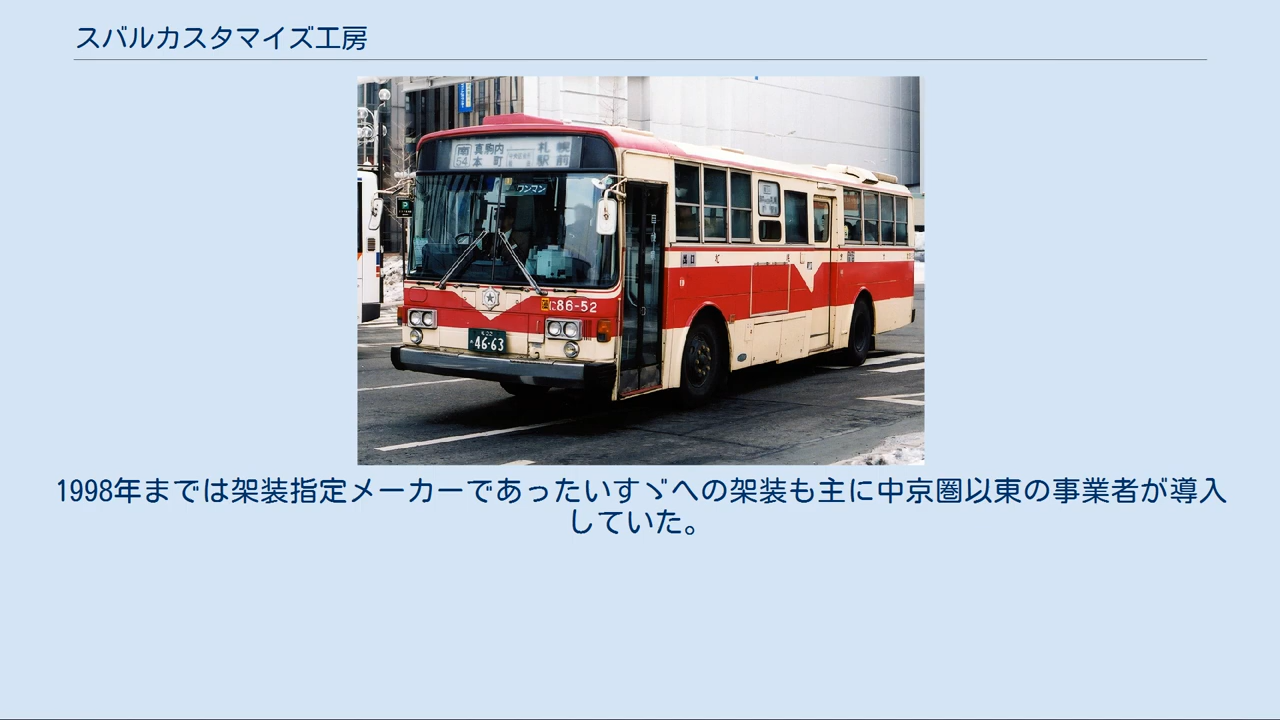 スバルカスタマイズ工房
南64
真駒内
本町
札幌
駅前
ワンマン
86-52
46-63
1998年までは架装指定メーカーであったいすゞへの架装も主に中京圏以東の事業者が導入
していた。